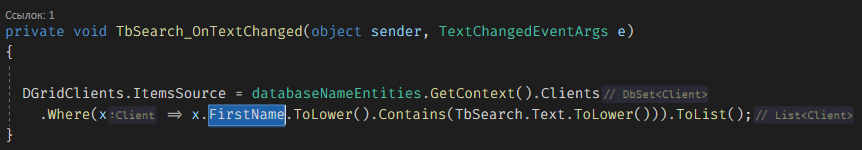 Ссылок: 1
private void TbSearch_OnTextChanged(object sender, TextChangedEventArgs e)
{
DGridClients.ItemsSource = databaseNameEntities.GetContext().Clients // DbSet<Client>
.Where(x :Client => x.FirstName.ToLower().Contains(TbSearch.Text.ToLower())).ToList(); // List<Client>
}